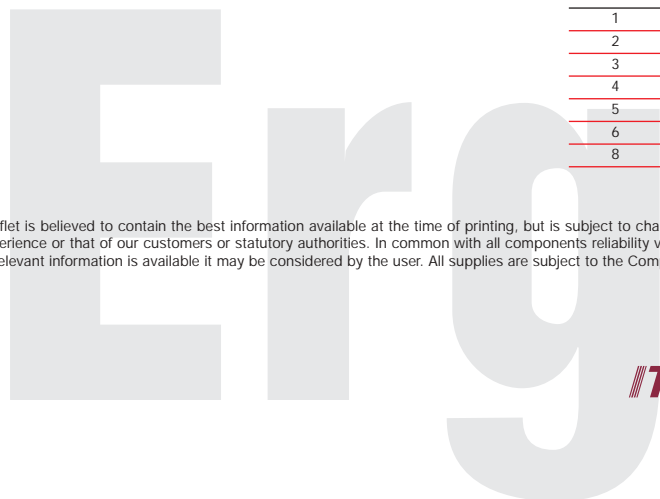 1
2
3
4
5
6
8
Erg
flet is believed to contain the best information available at the time of printing, but is subject to cha
erience or that of our customers or statutory authorities. In common with all components reliability v
elevant information is available it may be considered by the user. All supplies are subject to the Com
T